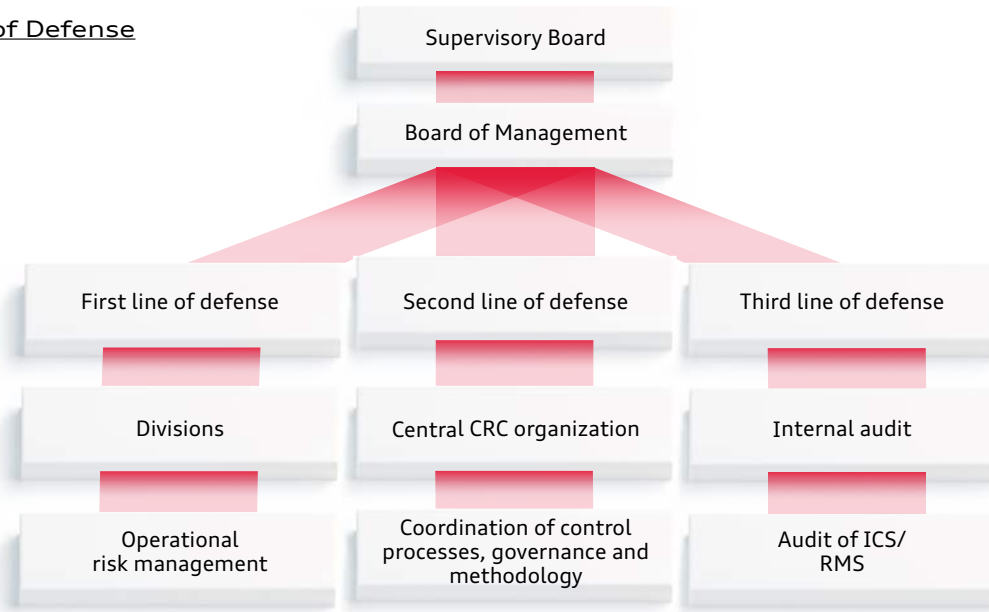 of Defense
Supervisory Board
Board of Management
First line of defense
Second line of defense
Third line of defense
Divisions
Central CRC organization
Internal audit
Operational
risk management
Coordination of control
processes, governance and
methodology
Audit of ICS/
RMS